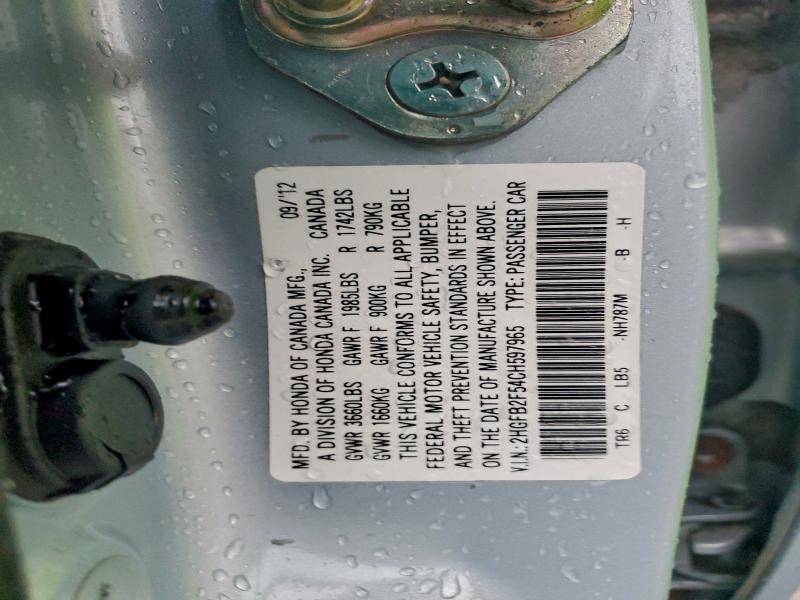 MFD. BY HONDA OF CANADA MFG., 09/'12
A DIVISION OF HONDA CANADA INC. CANADA
GVWR 3660LBS GAWR F 1985LBS R 1742LBS
GVWR 1660KG GAWR F 900KG R 790KG
THIS VEHICLE CONFORMS TO ALL APPLICABLE
FEDERAL MOTOR VEHICLE SAFETY, BUMPER,
AND THEFT PREVENTION STANDARDS IN EFFECT
ON THE DATE OF MANUFACTURE SHOWN ABOVE.
V.I.N.: 2HGFB2F54CH597965 TYPE: PASSENGER CAR
TR6 C LB5 -NH787M -B -H